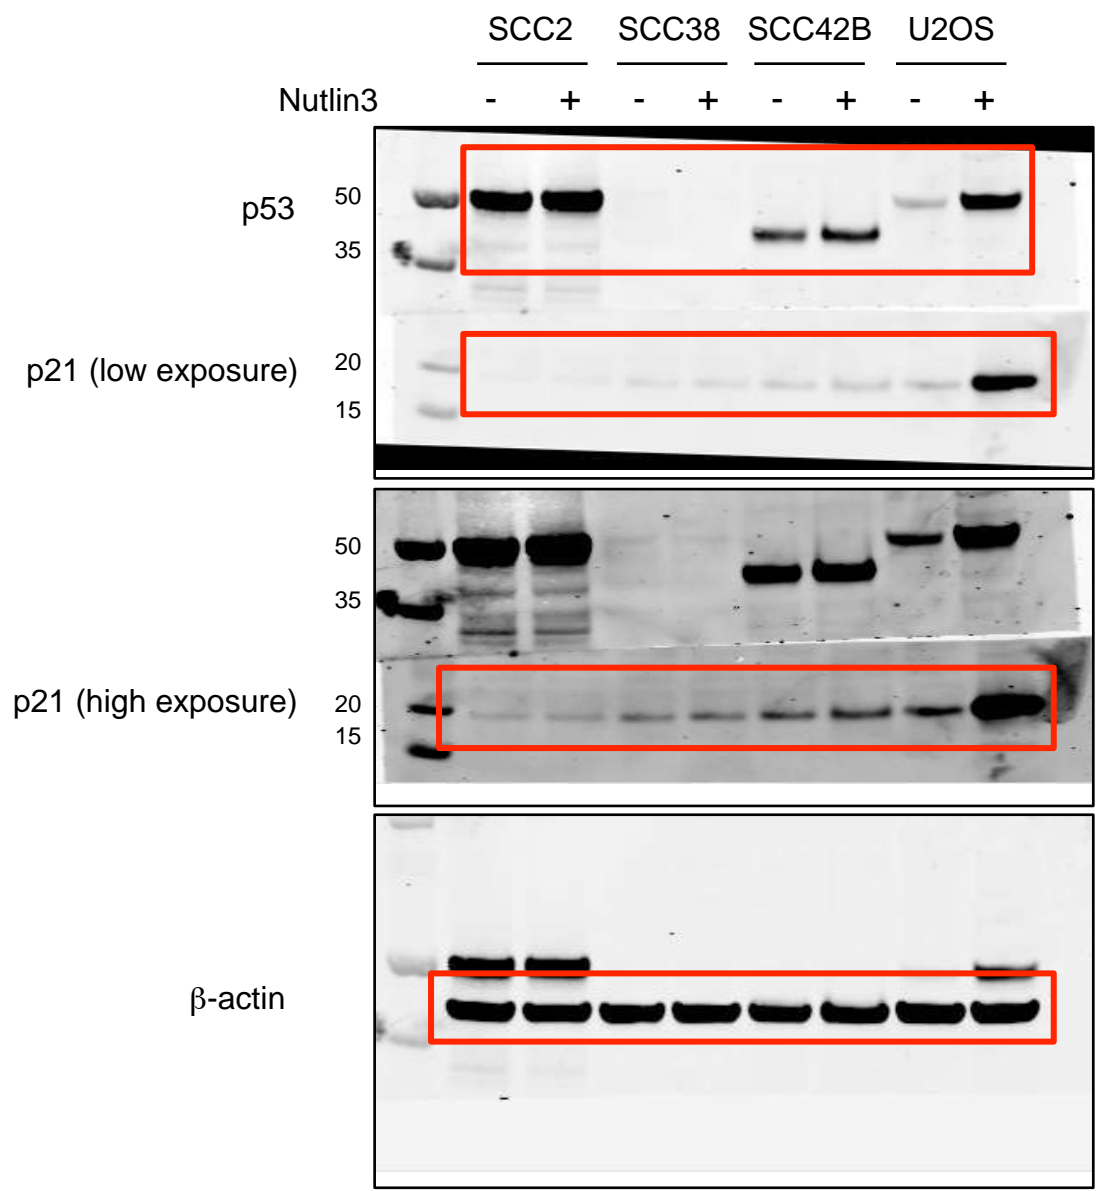 SCC2 SCC38 SCC42B U2OS
Nutlin3 - + - + - + - +
p53
50
35
p21 (low exposure)
20
15
50
35
p21 (high exposure)
20
15
β-actin